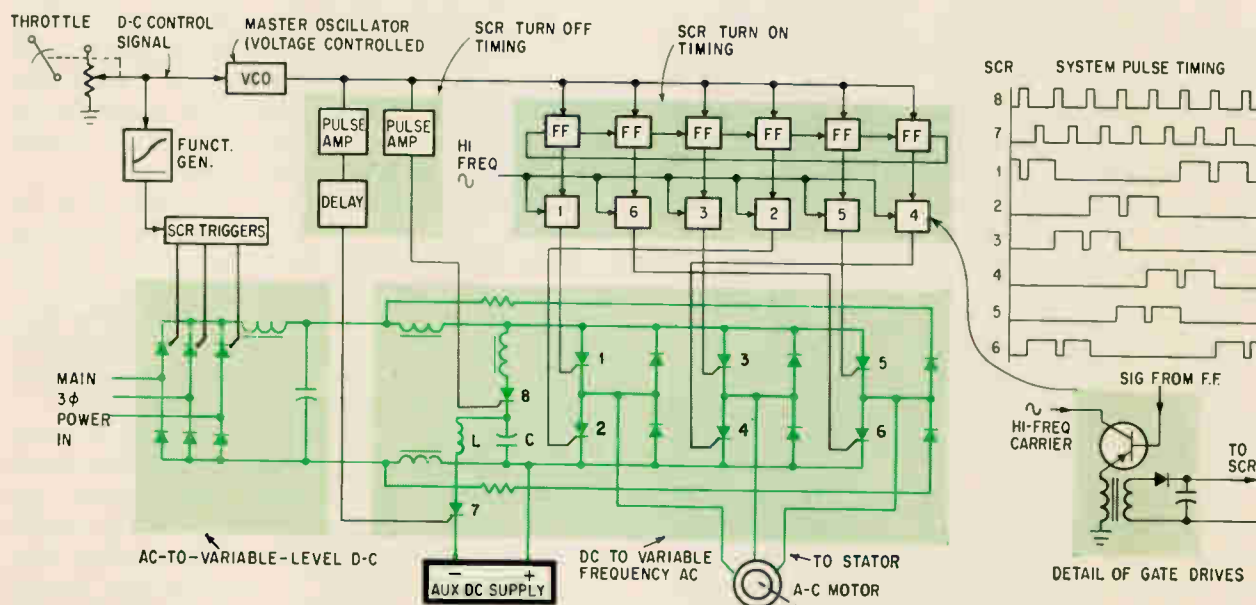 THROTTLE
D-C CONTROL
SIGNAL
MASTER OSCILLATOR
(VOLTAGE CONTROLLED
VCO
SCR TURN OFF
TIMING
SCR TURN ON
TIMING
FUNCT.
GEN.
SCR TRIGGERS
PULSE
AMP
PULSE
AMP
DELAY
HI
FREQ
FF
FF
FF
FF
FF
FF
1
6
3
2
5
4
SCR
SYSTEM PULSE TIMING
8
7
1
2
3
4
5
6
MAIN
3ϕ
POWER
IN
8
L
C
7
1
2
3
4
5
6
SIG FROM F.F.
HI-FREQ
CARRIER
TO
SCR
DETAIL OF GATE DRIVES
AC-TO-VARIABLE-LEVEL D-C
- +
AUX DC SUPPLY
DC TO VARIABLE
FREQUENCY AC
TO STATOR
A-C MOTOR